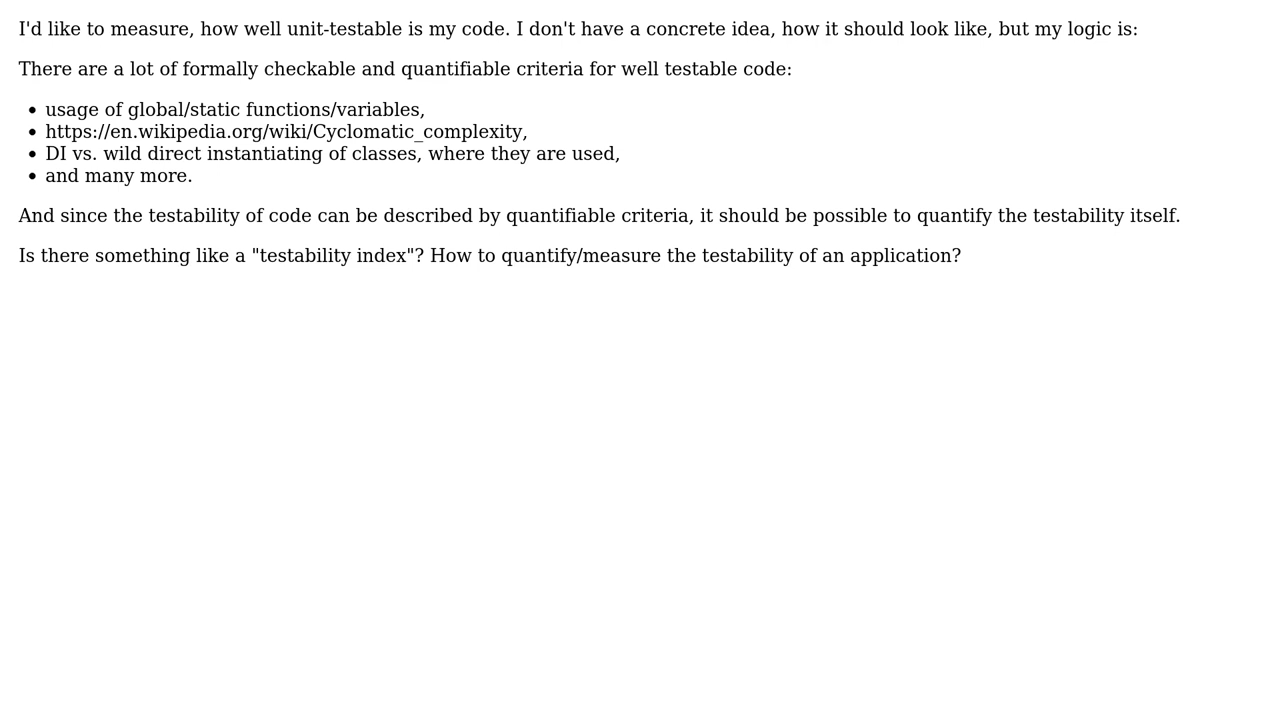 I'd like to measure, how well unit-testable is my code. I don't have a concrete idea, how it should look like, but my logic is:
There are a lot of formally checkable and quantifiable criteria for well testable code:
• usage of global/static functions/variables,
• https://en.wikipedia.org/wiki/Cyclomatic_complexity,
• DI vs. wild direct instantiating of classes, where they are used,
• and many more.
And since the testability of code can be described by quantifiable criteria, it should be possible to quantify the testability itself.
Is there something like a "testability index"? How to quantify/measure the testability of an application?